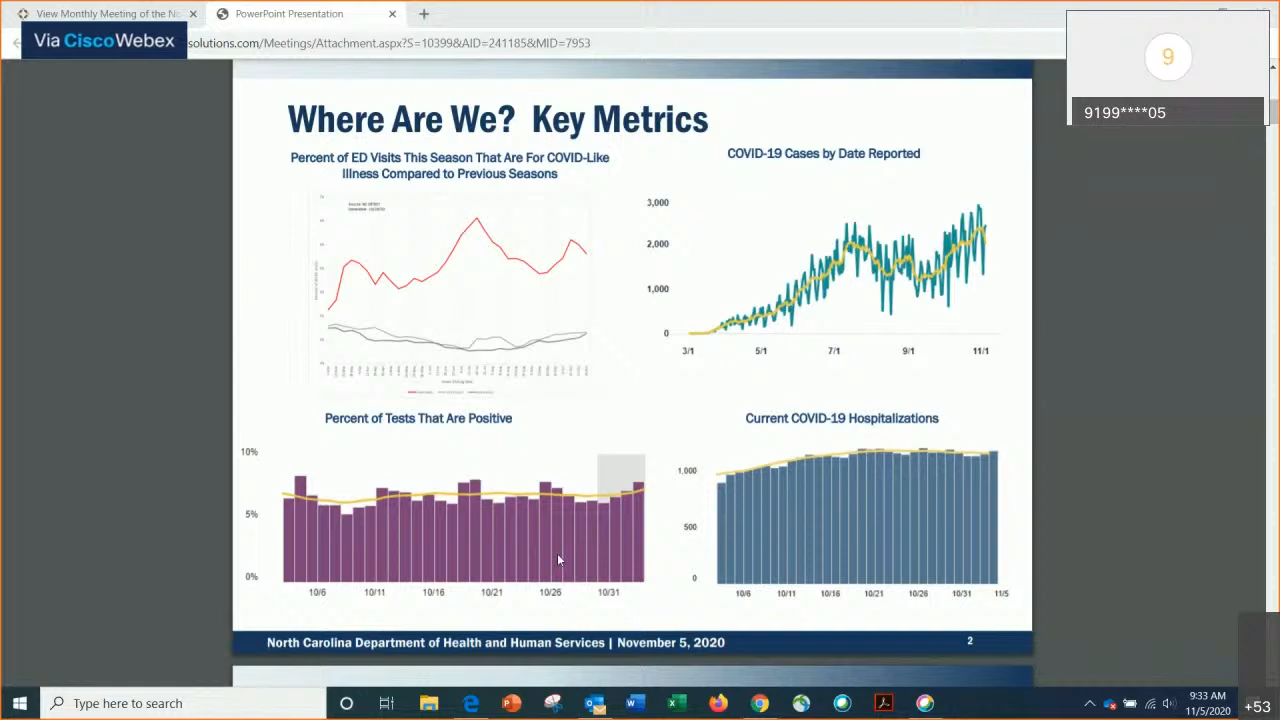 View Monthly Meeting of the No
PowerPoint Presentation
Via CiscoWebex
solutions.com/Meetings/Attachment.aspx?S=10399&AID=241185&MID=7953
9
9199****05
Where Are We? Key Metrics
Percent of ED Visits This Season That Are For COVID-Like
Illness Compared to Previous Seasons
COVID-19 Cases by Date Reported
3,000
2,000
1,000
0
3/1 5/1 7/1 9/1 11/1
Percent of Tests That Are Positive
10%
5%
0%
10/6 10/11 10/16 10/21 10/26 10/31
Current COVID-19 Hospitalizations
1,000
500
0
10/6 10/11 10/16 10/21 10/26 10/31 11/5
North Carolina Department of Health and Human Services | November 5, 2020
2
Type here to search
9:33 AM
11/5/2020
+53